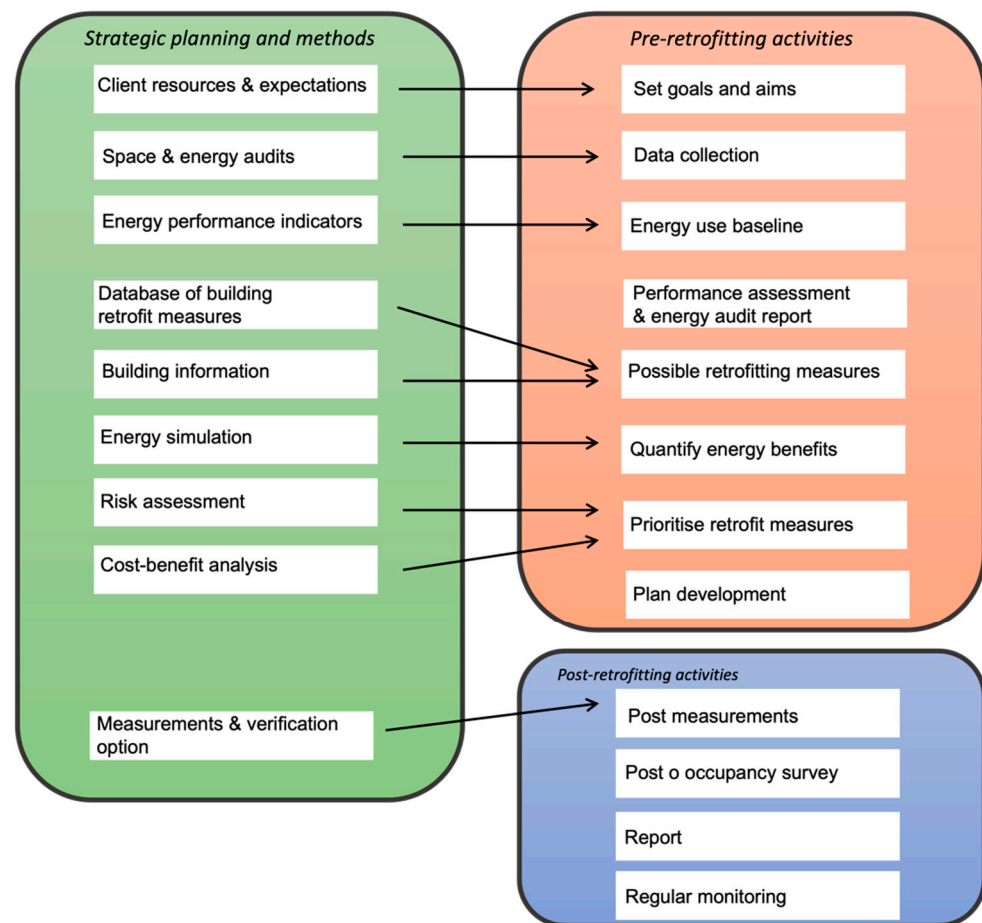 Strategic planning and methods
Client resources & expectations
Space & energy audits
Energy performance indicators
Database of building
retrofit measures
Building information
Energy simulation
Risk assessment
Cost-benefit analysis
Measurements & verification
option
Pre-retrofitting activities
Set goals and aims
Data collection
Energy use baseline
Performance assessment
& energy audit report
Possible retrofitting measures
Quantify energy benefits
Prioritise retrofit measures
Plan development
Post-retrofitting activities
Post measurements
Post o occupancy survey
Report
Regular monitoring